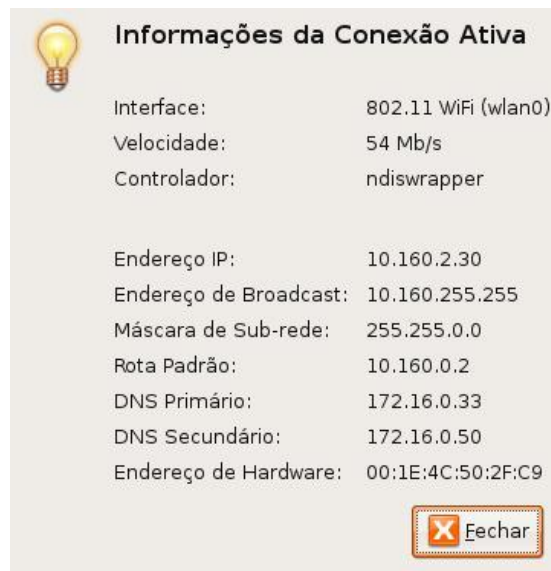 Informações da Conexão Ativa
Interface: 802.11 WiFi (wlan0)
Velocidade: 54 Mb/s
Controlador: ndiswrapper
Endereço IP: 10.160.2.30
Endereço de Broadcast: 10.160.255.255
Máscara de Sub-rede: 255.255.0.0
Rota Padrão: 10.160.0.2
DNS Primário: 172.16.0.33
DNS Secundário: 172.16.0.50
Endereço de Hardware: 00:1E:4C:50:2F:C9
Fechar